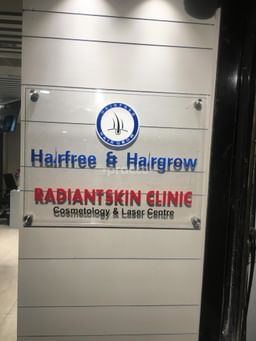 Hairfree & Hairgrow
RADIANTSKIN CLINIC
Cosmetology & Laser Centre